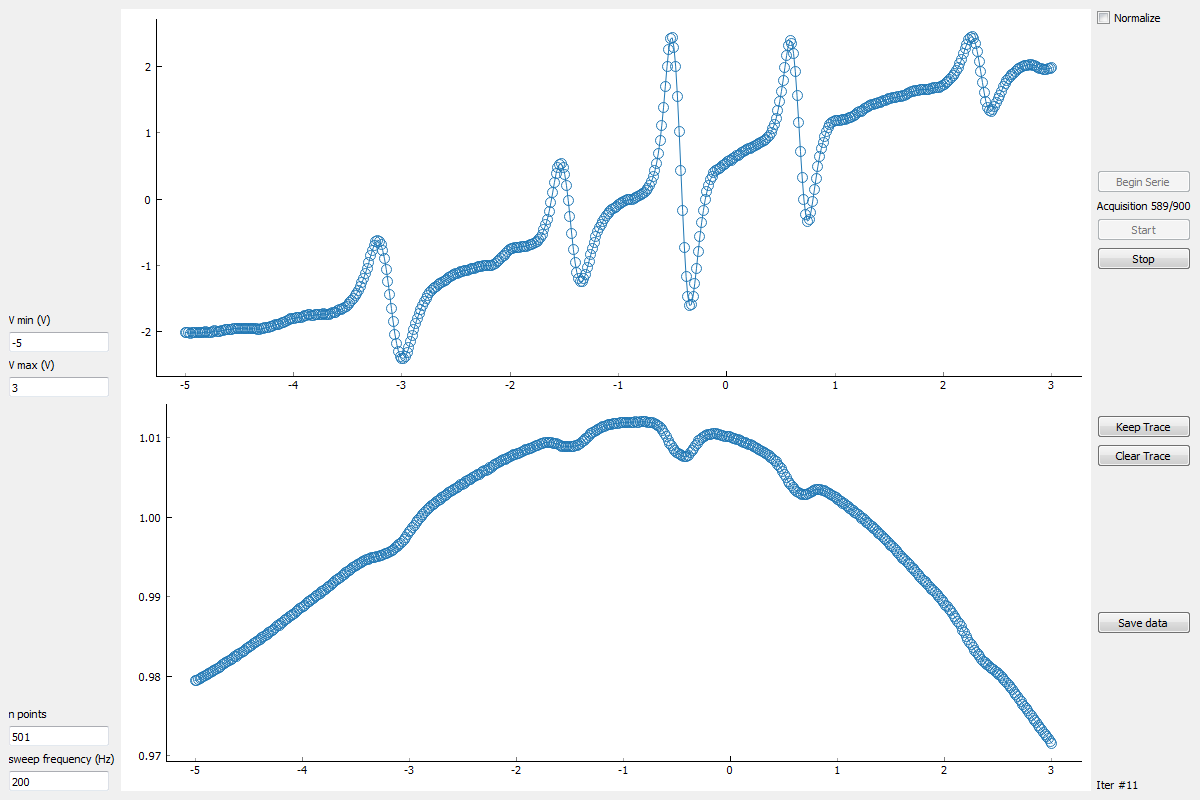 Normalize
2
1
0
-1
-2
-5
-4
-3
-2
-1
0
1
2
3
Begin Serie
Acquisition 589/900
Start
Stop
V min (V)
-5
V max (V)
3
1.01
1.00
0.99
0.98
0.97
-5
-4
-3
-2
-1
0
1
2
3
Keep Trace
Clear Trace
Save data
n points
501
sweep frequency (Hz)
200
Iter #11